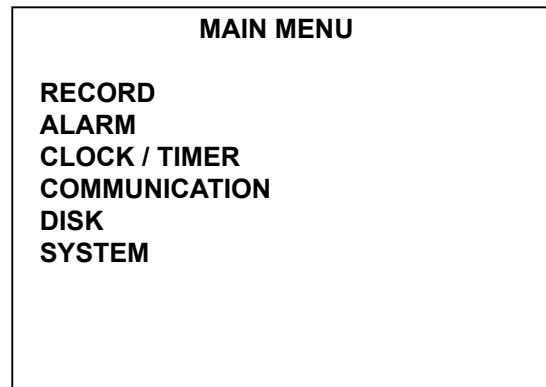 MAIN MENU
RECORD
ALARM
CLOCK / TIMER
COMMUNICATION
DISK
SYSTEM